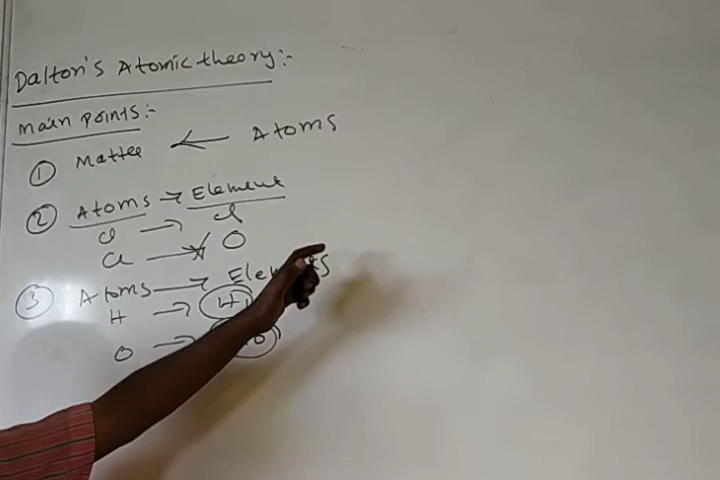 Dalton's Atomic theory:-
Main Points:-
① Matter ← Atoms
② Atoms → Element
Cl → Cl
Cl → O
③ Atoms → Elements
H → H
O → O